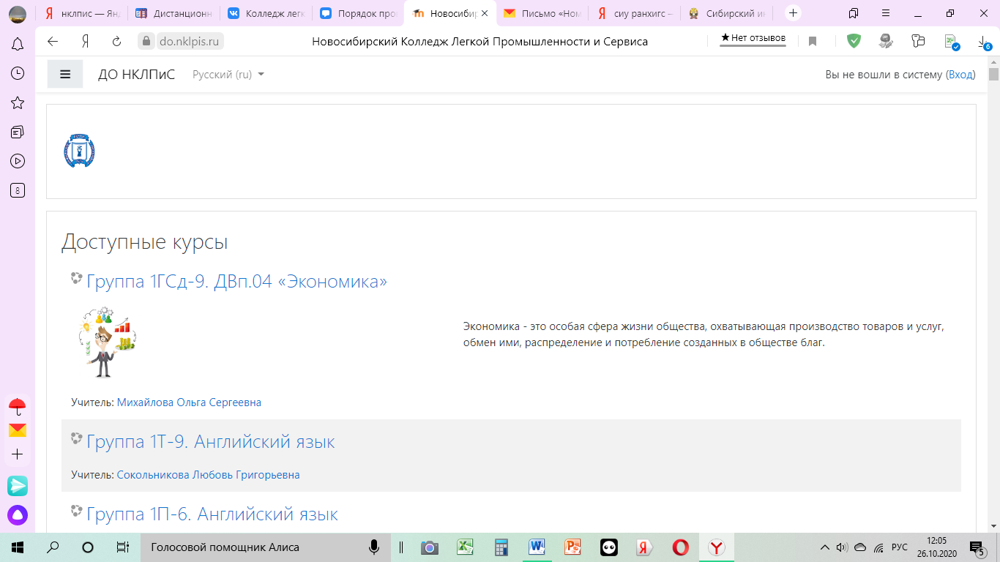 нклпис — Янд
Дистанционн
Колледж легк
Порядок про
Новосибир
Письмо «Ном
сиу ранхигс –
Сибирский ин
do.nklpis.ru
Новосибирский Колледж Легкой Промышленности и Сервиса
★Нет отзывов
6
ДО НКЛПиС
Русский (ru)
Вы не вошли в систему (Вход)
8
Доступные курсы
Группа 1ГСд-9. ДВп.04 «Экономика»
Экономика - это особая сфера жизни общества, охватывающая производство товаров и услуг,
обмен ими, распределение и потребление созданных в обществе благ.
Учитель: Михайлова Ольга Сергеевна
Группа 1Т-9. Английский язык
Учитель: Сокольникова Любовь Григорьевна
Группа 1П-6. Английский язык
Голосовой помощник Алиса
РУС
12:05
26.10.2020
5